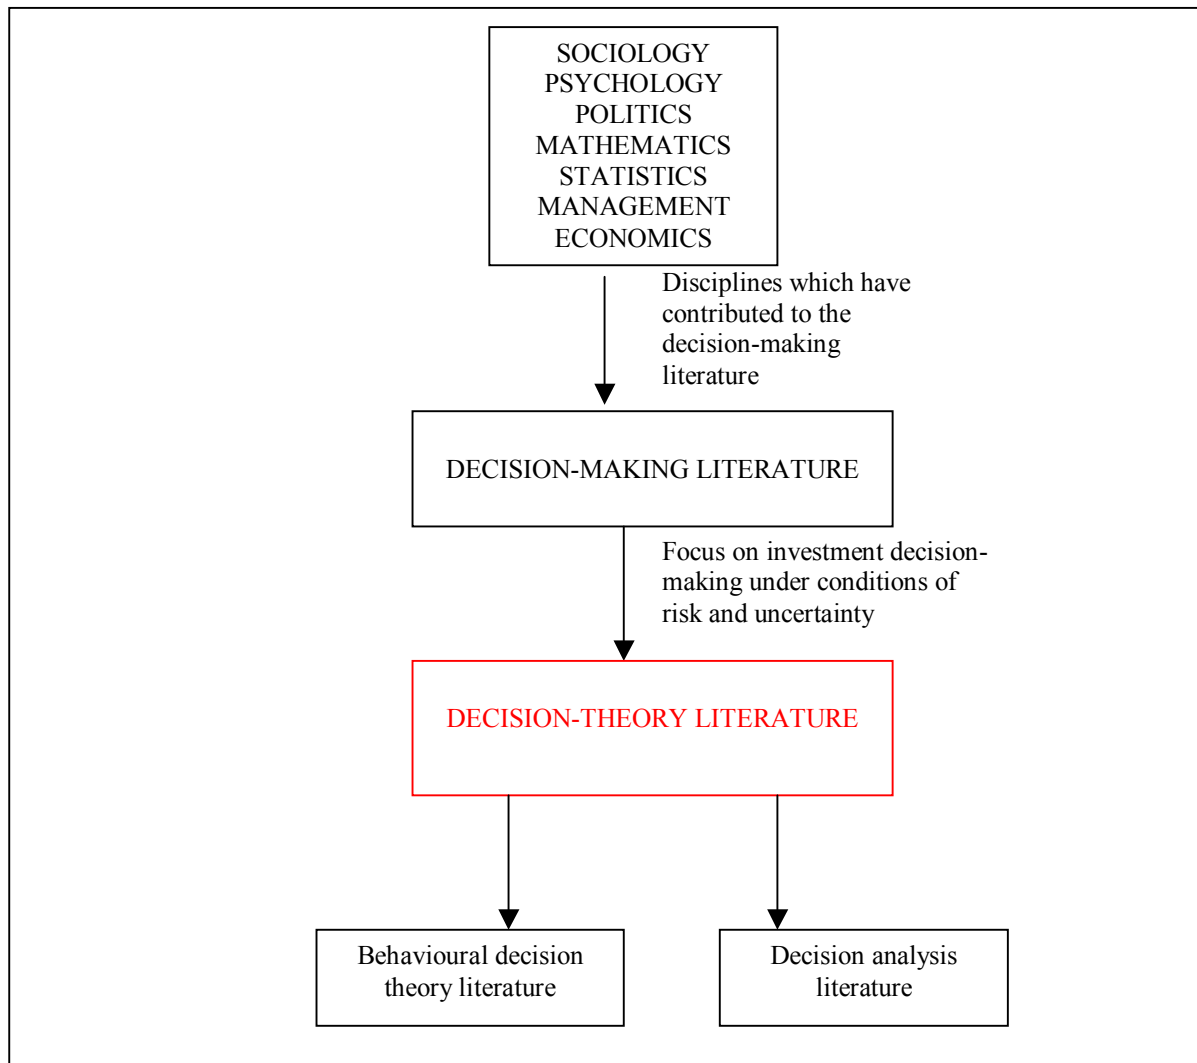 SOCIOLOGY
PSYCHOLOGY
POLITICS
MATHEMATICS
STATISTICS
MANAGEMENT
ECONOMICS
Disciplines which have
contributed to the
decision-making
literature
DECISION-MAKING LITERATURE
Focus on investment decision-
making under conditions of
risk and uncertainty
DECISION-THEORY LITERATURE
Behavioural decision
theory literature
Decision analysis
literature